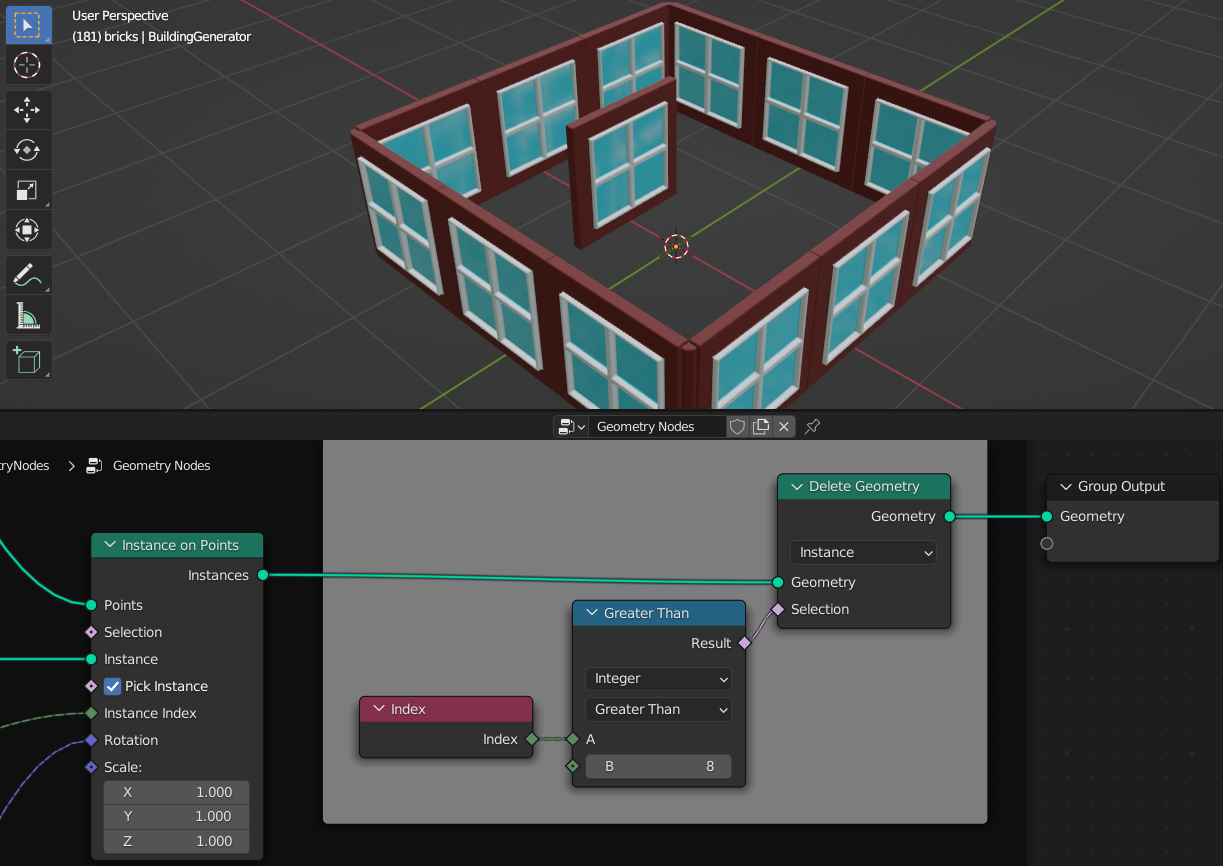 User Perspective
(181) bricks | BuildingGenerator
Geometry Nodes
ryNodes > Geometry Nodes
Delete Geometry
Geometry
Instance
Geometry
Selection
Group Output
Geometry
Instance on Points
Instances
Points
Selection
Instance
Pick Instance
Instance Index
Rotation
Scale:
X 1.000
Y 1.000
Z 1.000
Greater Than
Result
Integer
Greater Than
A
B 8
Index
Index